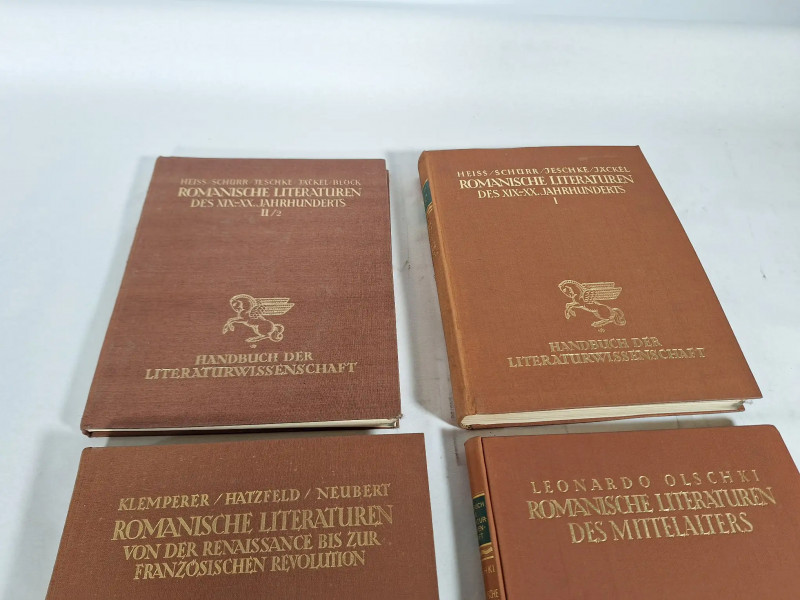 HEISS·SCHÜRR·JESCHKE·JÄCKEL·BLOCK
ROMANISCHE LITERATUREN
DES XIX.-XX. JAHRHUNDERTS
II/2
HANDBUCH DER
LITERATURWISSENSCHAFT
HEISS/SCHÜRR/JESCHKE/JÄCKEL
ROMANISCHE LITERATUREN
DES XIX.-XX. JAHRHUNDERTS
I
HANDBUCH DER
LITERATURWISSENSCHAFT
KLEMPERER/HATZFELD/NEUBERT
ROMANISCHE LITERATUREN
VON DER RENAISSANCE BIS ZUR
FRANZÖSISCHEN REVOLUTION
LEONARDO OLSCHKI
ROMANISCHE LITERATUREN
DES MITTELALTERS